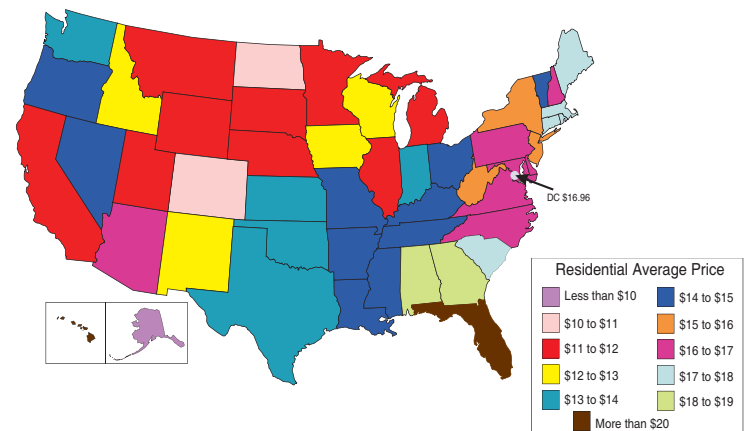 DC $16.96
Residential Average Price
Less than $10
$10 to $11
$11 to $12
$12 to $13
$13 to $14
$14 to $15
$15 to $16
$16 to $17
$17 to $18
$18 to $19
More than $20